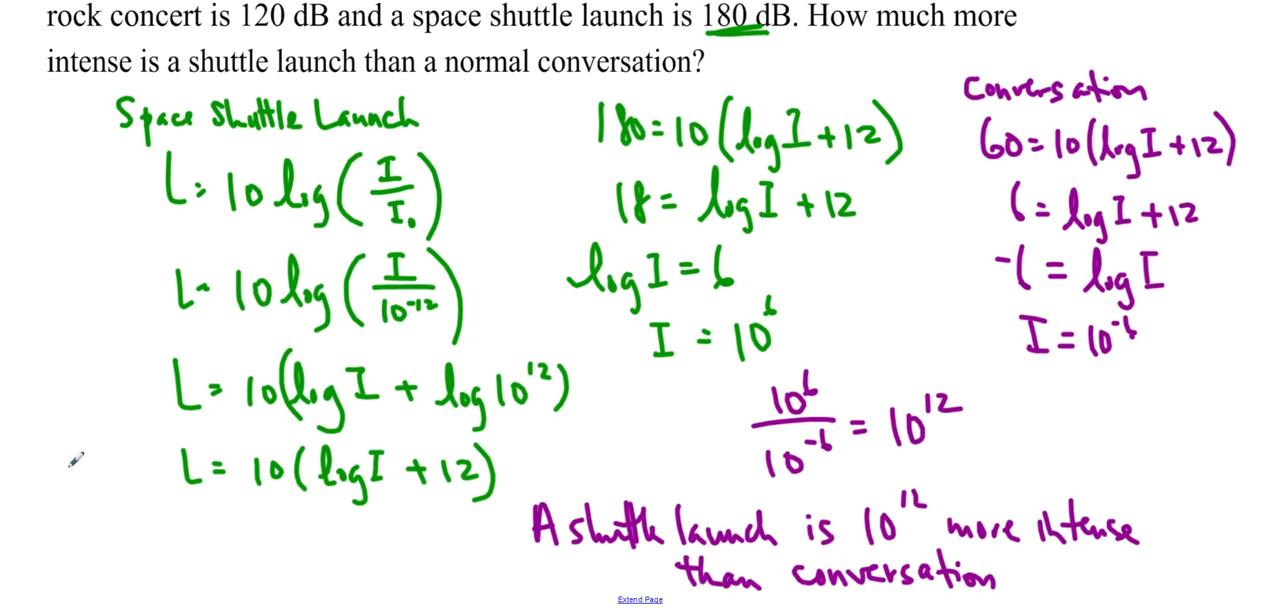 rock concert is 120 dB and a space shuttle launch is 180 dB. How much more
intense is a shuttle launch than a normal conversation?
Space Shuttle Launch
L = 10 log(I/I₀)
L = 10 log(I/10⁻¹²)
L = 10(log I + log 10¹²)
L = 10(log I + 12)
180 = 10(log I + 12)
18 = log I + 12
log I = 6
I = 10⁶
Conversation
60 = 10(log I + 12)
6 = log I + 12
-6 = log I
I = 10⁻⁶
10⁶/10⁻⁶ = 10¹²
A shuttle launch is 10¹² more intense
than conversation
Extend Page